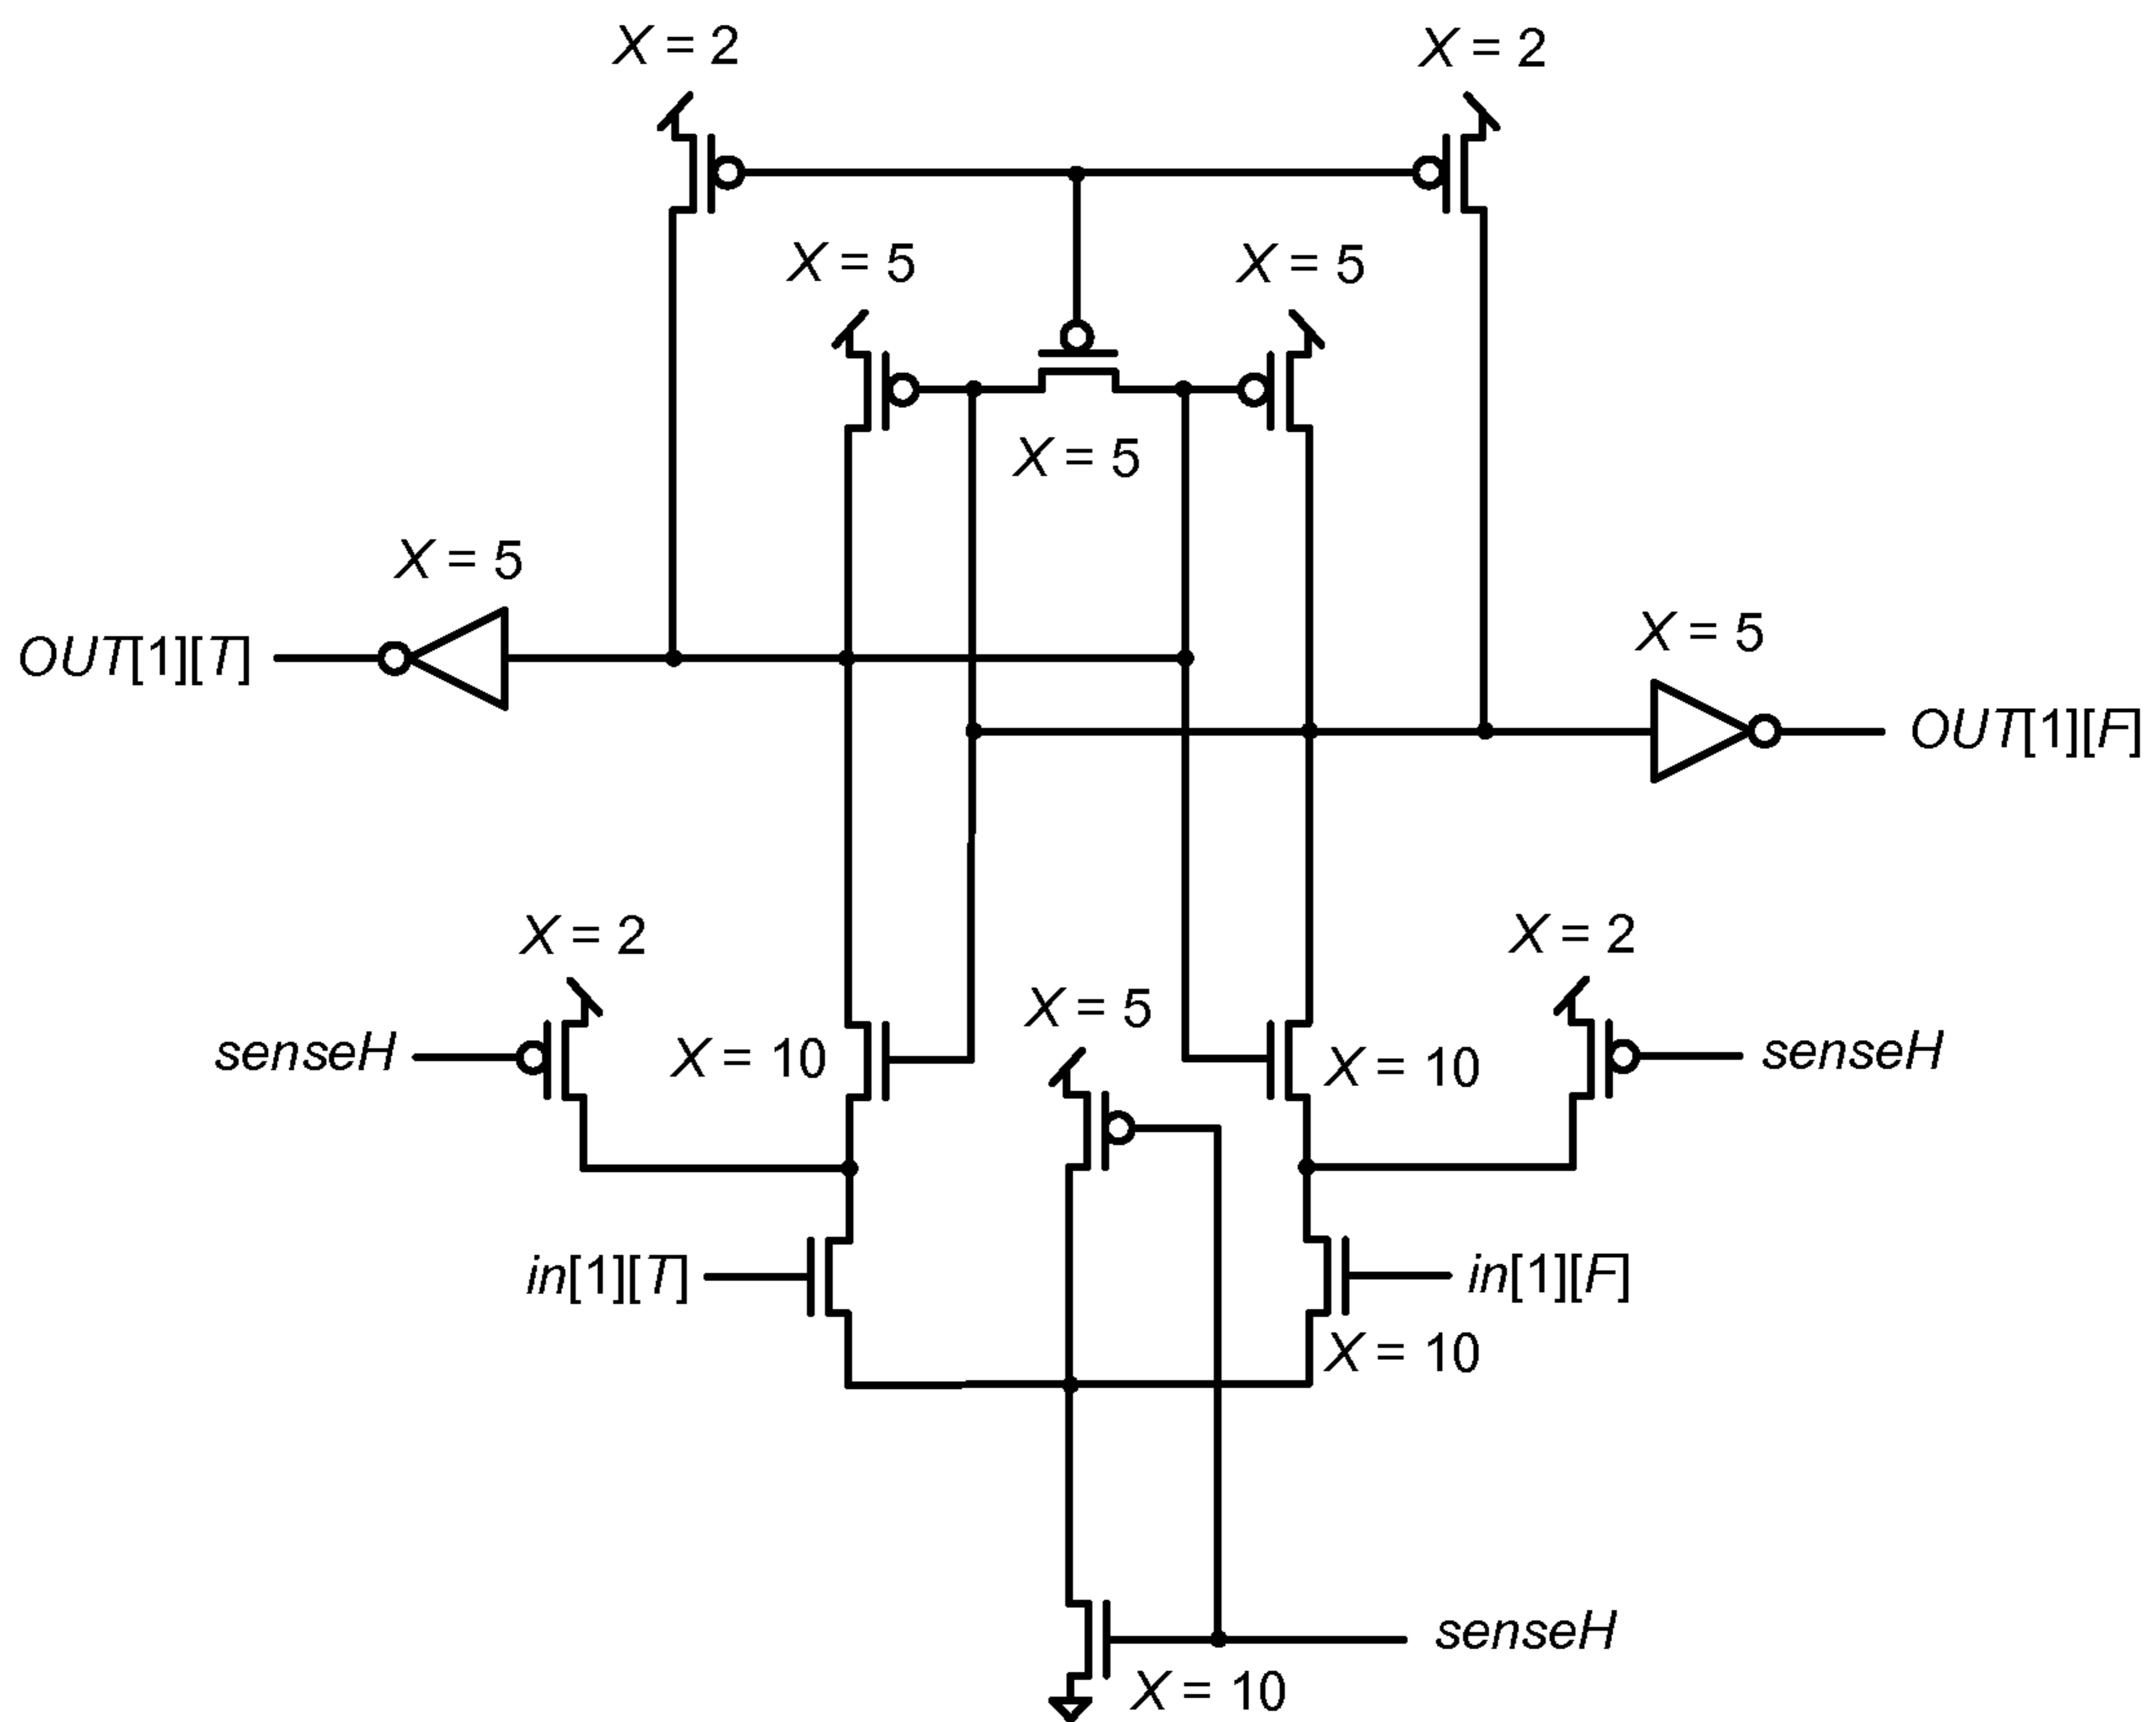 X = 2
X = 2
X = 5
X = 5
X = 5
X = 5
OUT[1][T]
X = 5
OUT[1][F]
X = 2
X = 2
senseH
X = 10
X = 5
X = 10
senseH
in[1][T]
in[1][F]
X = 10
senseH
X = 10